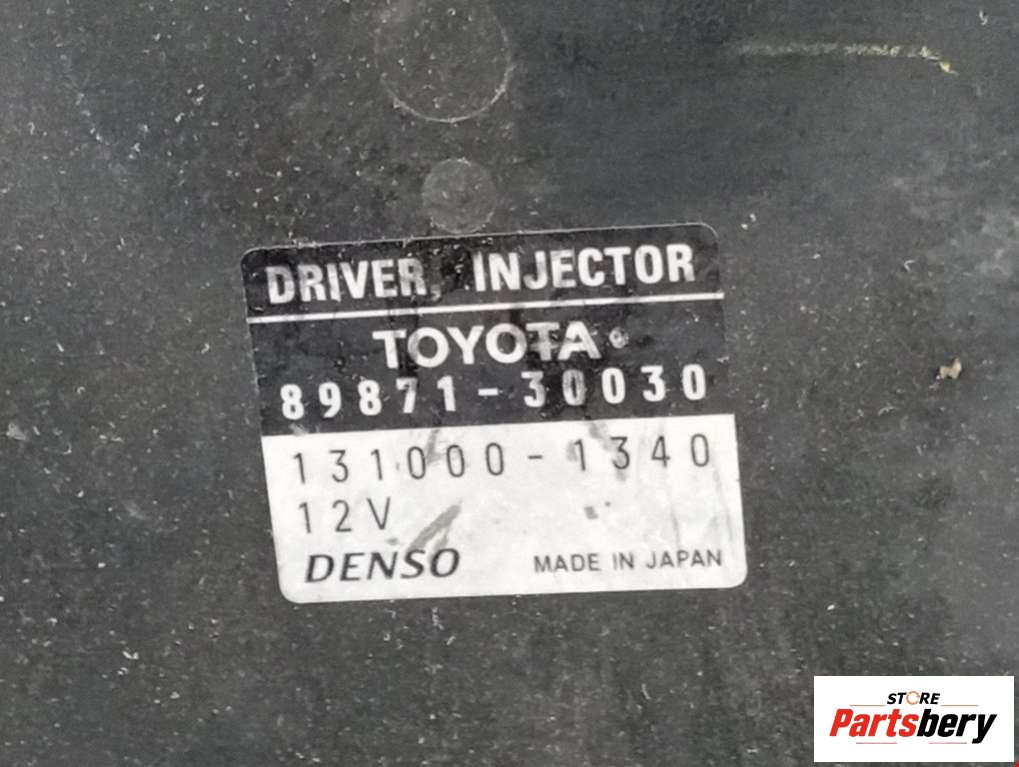 DRIVER, INJECTOR
TOYOTA
89871-30030
131000-1340
12V
DENSO MADE IN JAPAN
STORE
Partsbery